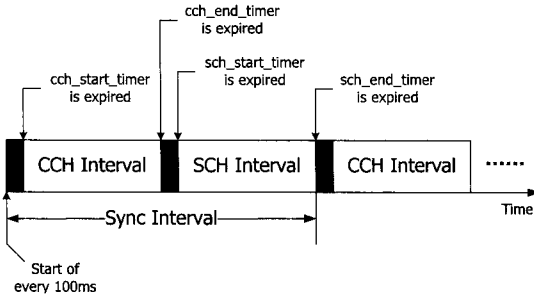 cch_end_timer
is expired
cch_start_timer
is expired
sch_start_timer
is expired
sch_end_timer
is expired
CCH Interval
SCH Interval
CCH Interval
......
Sync Interval
Time
Start of
every 100ms